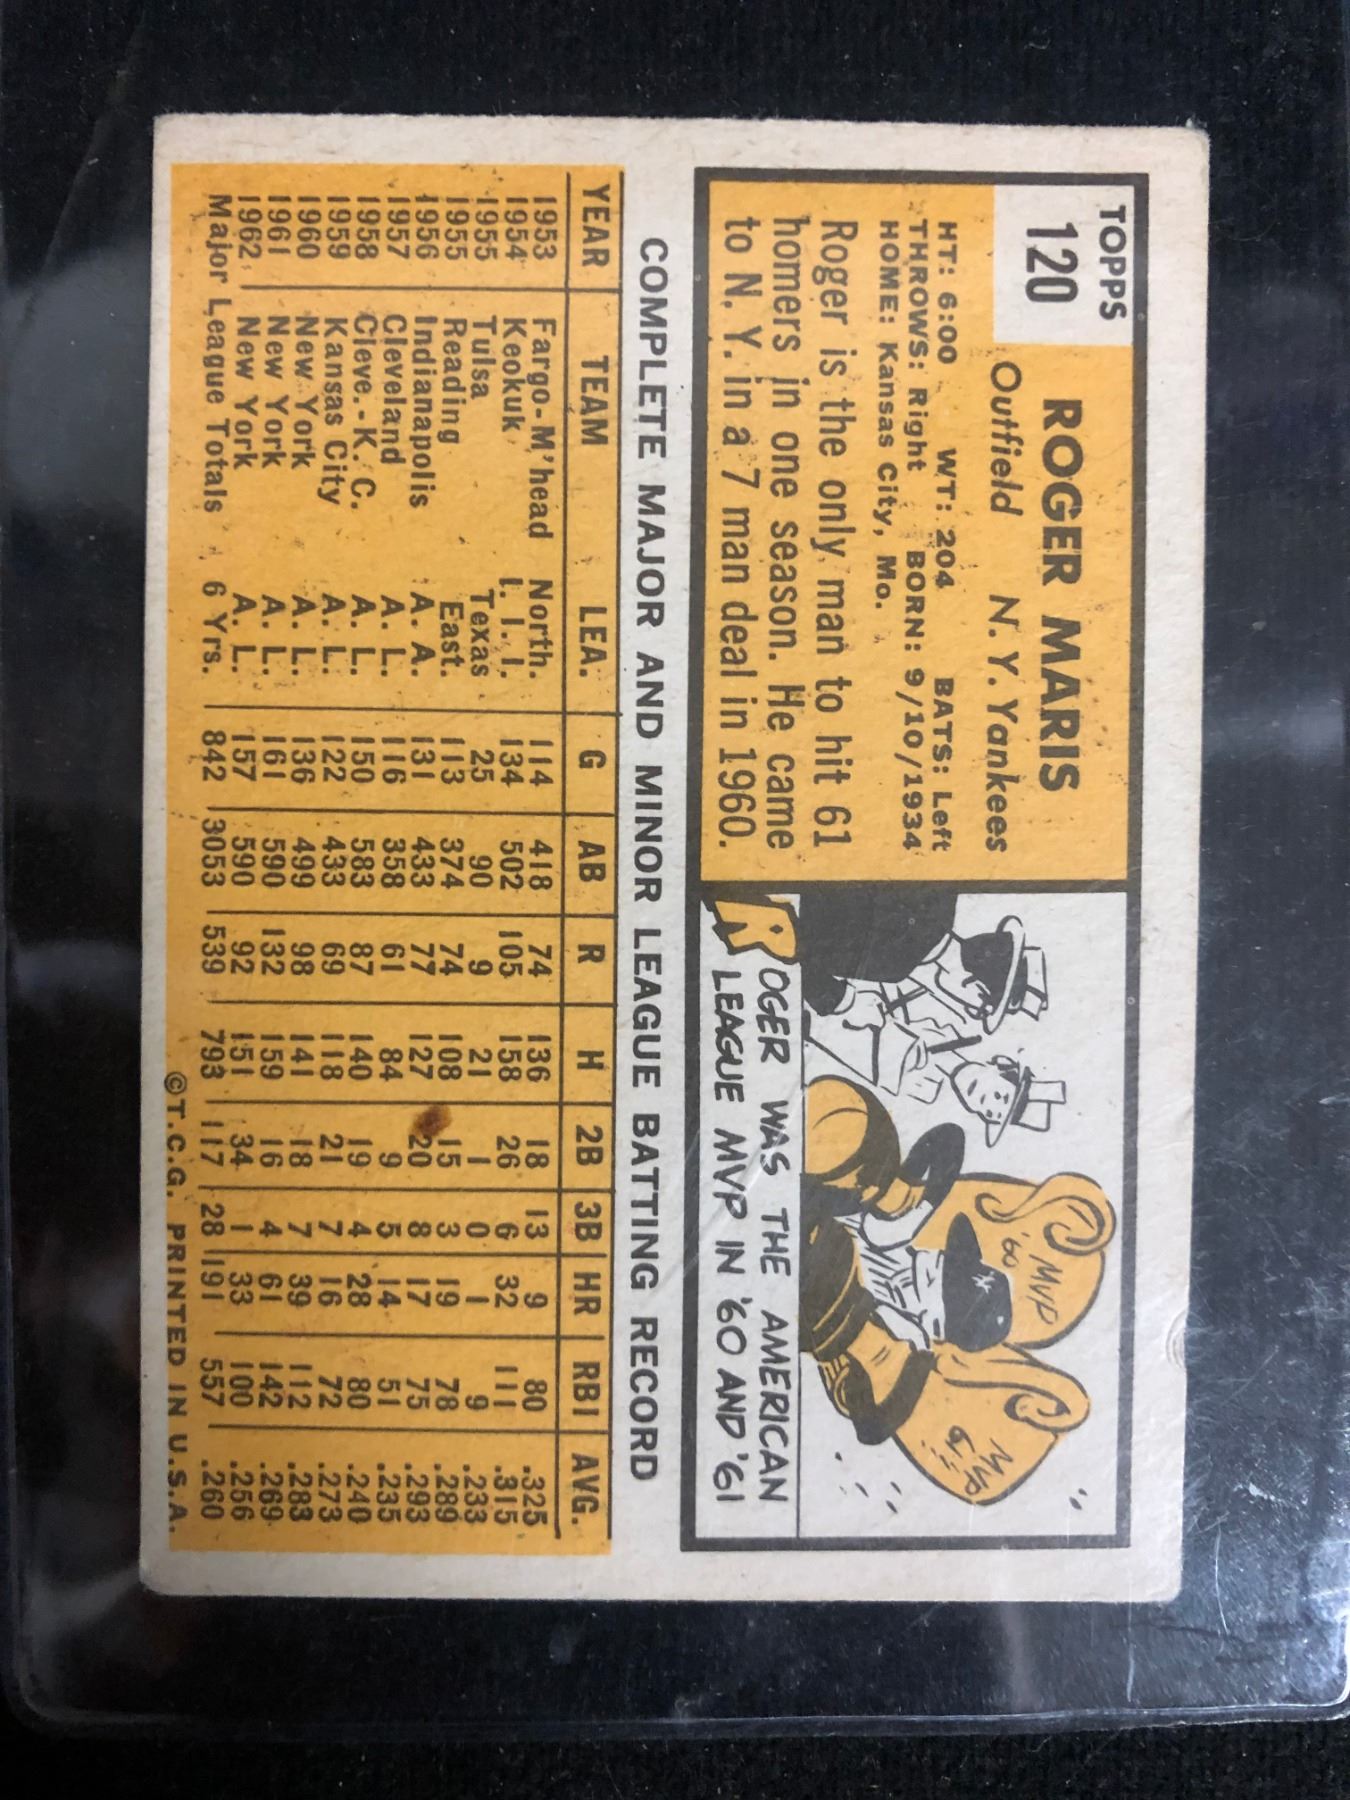 TOPPS
120
ROGER MARIS
Outfield N. Y. Yankees
HT: 6:00 WT: 204 BATS: Left
THROWS: Right BORN: 9/10/1934
HOME: Kansas City, Mo.
Roger is the only man to hit 61
homers in one season. He came
to N. Y. in a 7 man deal in 1960.
MVP
'60
MVP
ROGER WAS THE AMERICAN
LEAGUE MVP IN '60 AND '61
COMPLETE MAJOR AND MINOR LEAGUE BATTING RECORD
YEAR TEAM LEA. G AB R H 2B 3B HR RBI AVG.
1953 Fargo-M'head North. 114 418 74 136 18 13 9 80 .325
1954 Keokuk I. I. I. 134 502 105 158 26 6 32 111 .315
1955 Tulsa Texas 25 90 9 21 1 0 1 9 .233
1955 Reading East. 113 374 74 108 15 3 19 78 .289
1956 Indianapolis A. A. 131 433 77 127 20 8 17 75 .293
1957 Cleveland A. L. 116 358 61 84 9 5 14 51 .235
1958 Cleve.-K. C. A. L. 150 583 87 140 19 4 28 80 .240
1959 Kansas City A. L. 122 433 69 118 21 7 16 72 .273
1960 New York A. L. 136 499 98 141 18 7 39 112 .283
1961 New York A. L. 161 590 132 159 16 4 61 142 .269
1962 New York A. L. 157 590 92 151 34 1 33 100 .256
Major League Totals 6 Yrs. 842 3053 539 793 117 28 191 557 .260
©T.C.G. PRINTED IN U.S.A.